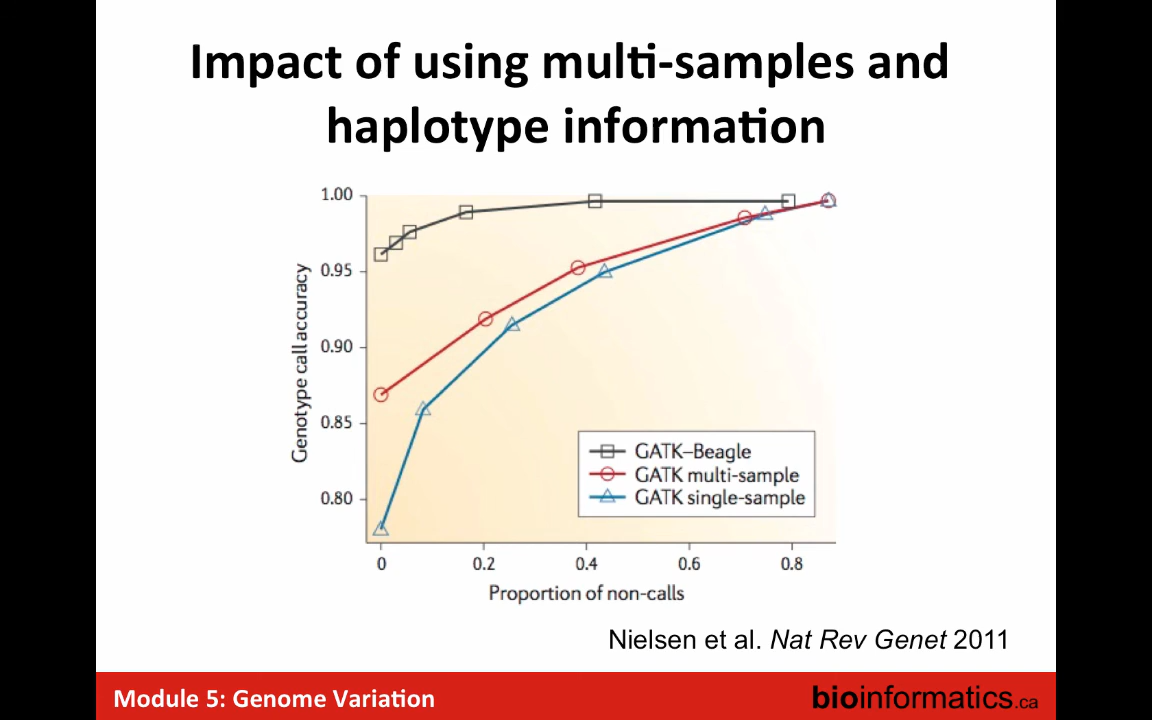 Impact of using multi-samples and
haplotype information
1.00
0.95
0.90
0.85
0.80
Genotype call accuracy
GATK–Beagle
GATK multi-sample
GATK single-sample
0 0.2 0.4 0.6 0.8
Proportion of non-calls
Nielsen et al. Nat Rev Genet 2011
Module 5: Genome Variation
bioinformatics.ca